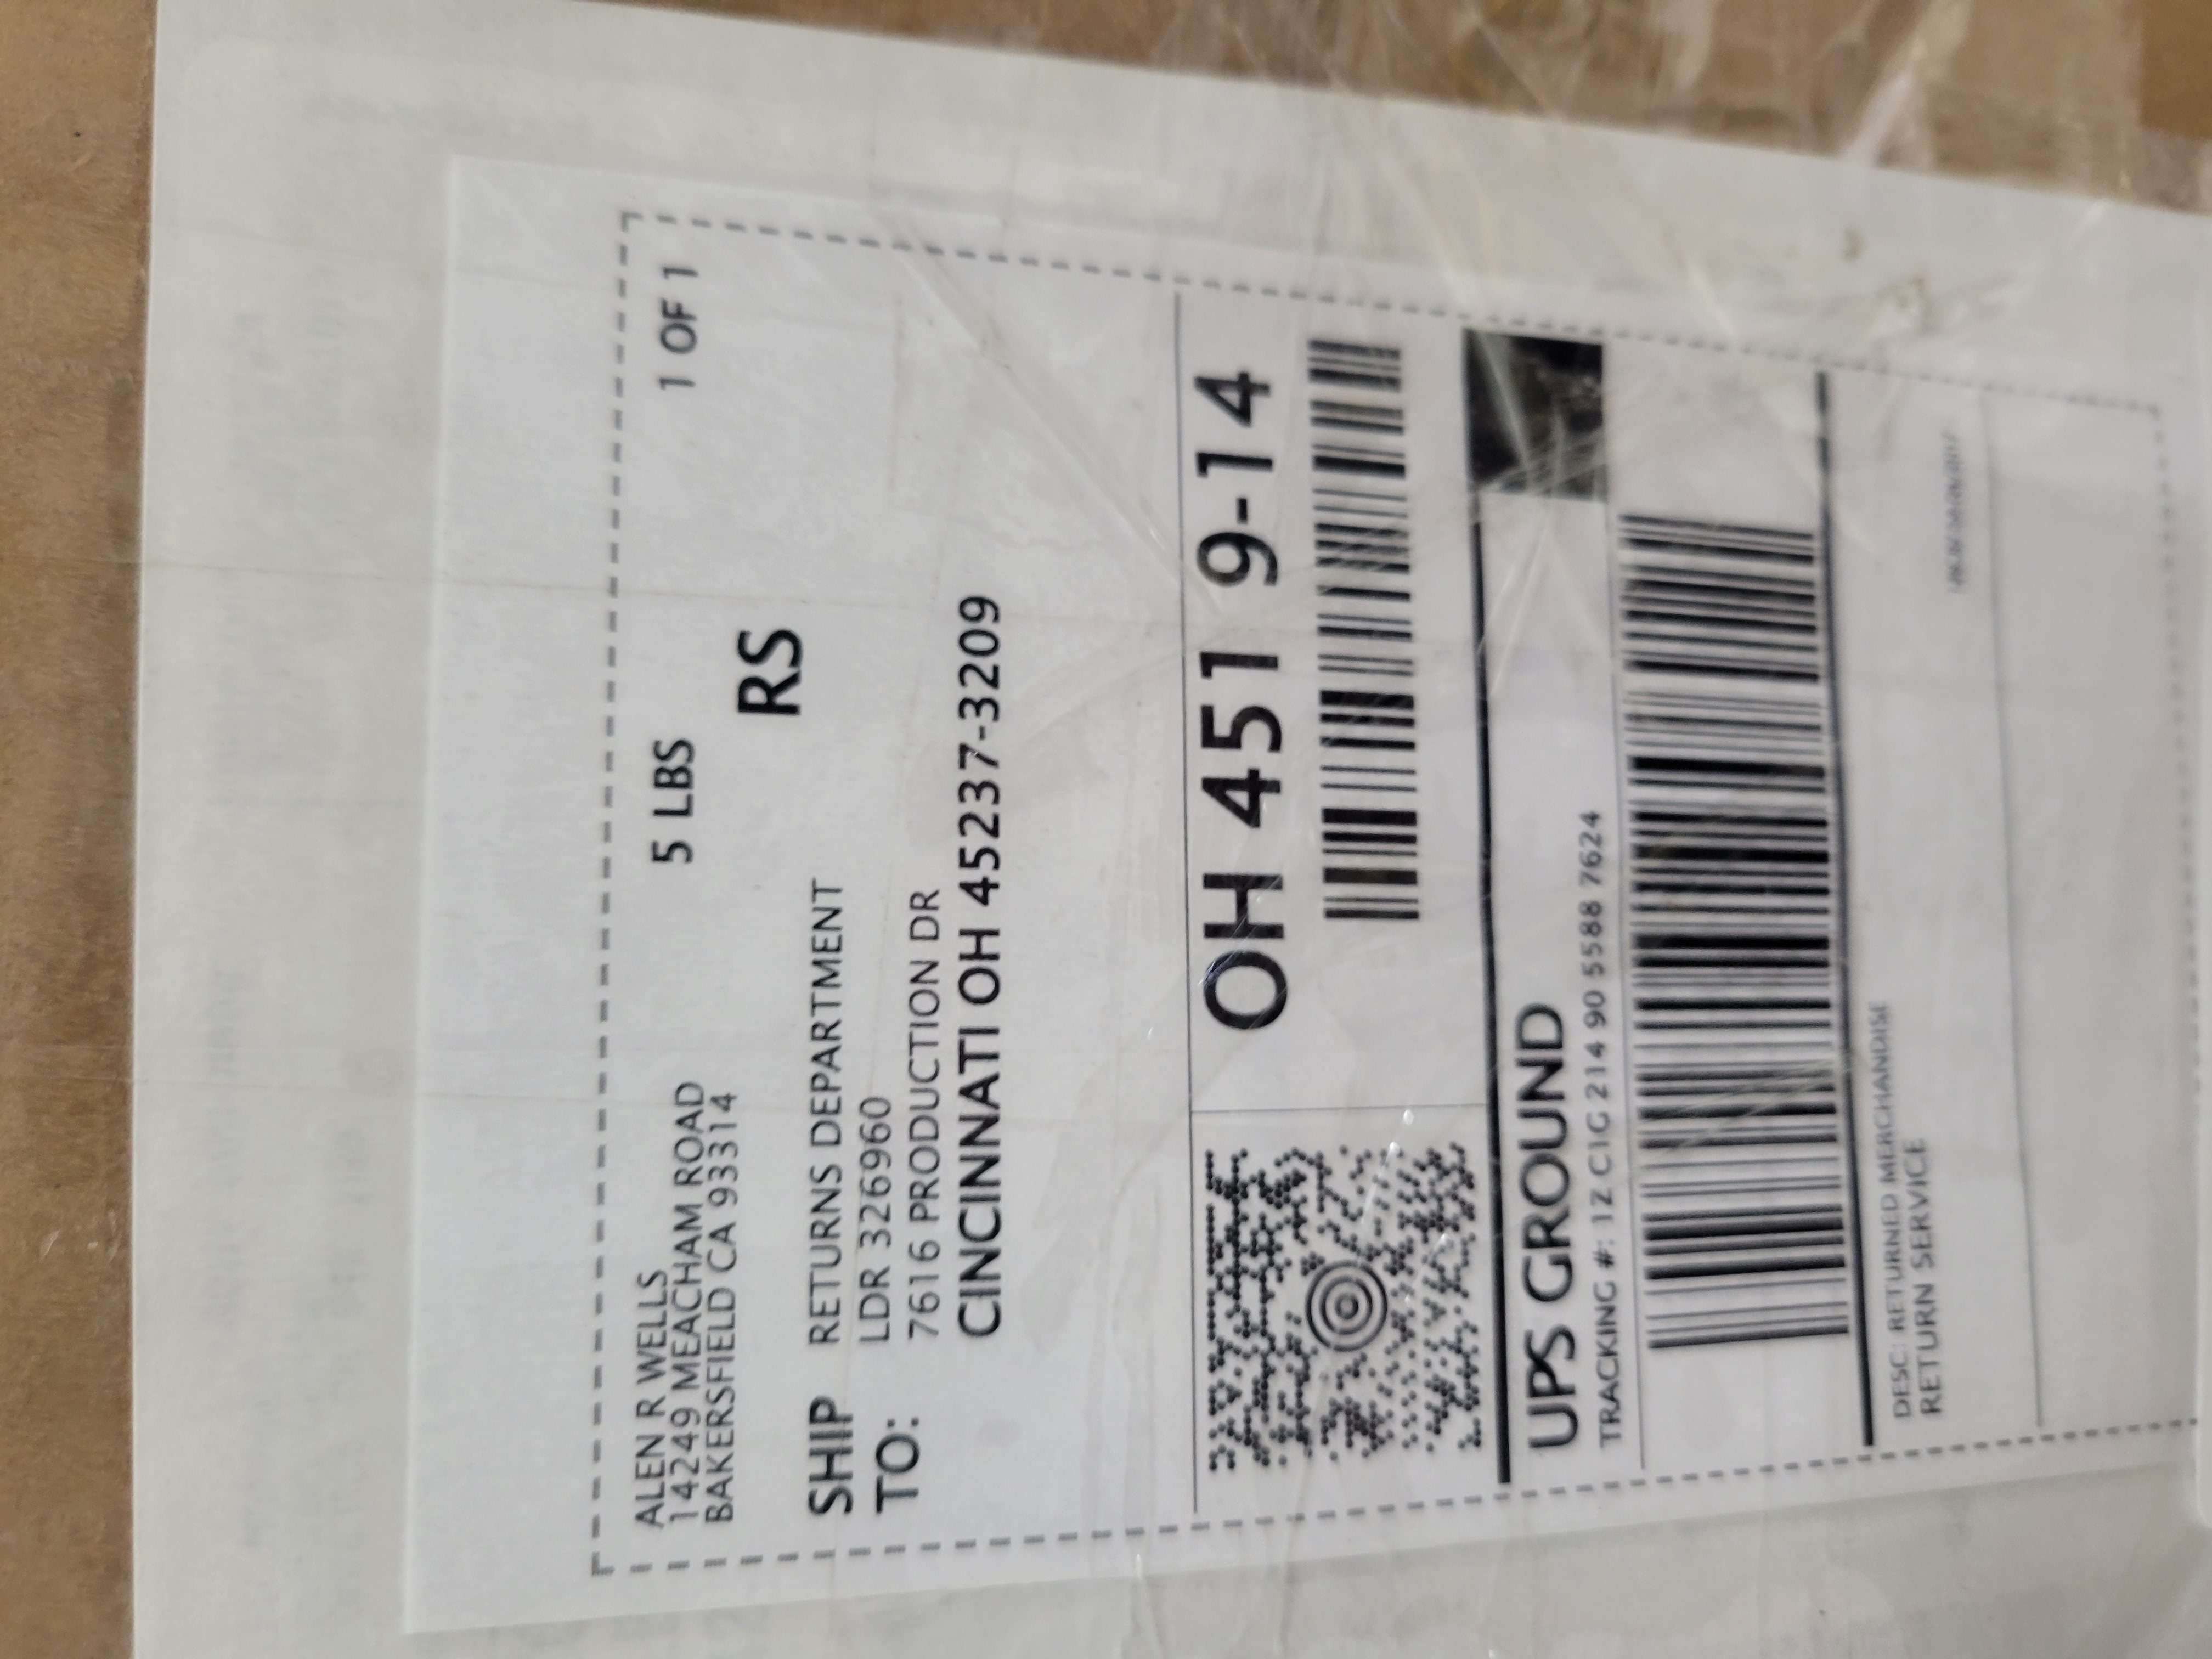 ALEN R WELLS
14249 MEACHAM ROAD
BAKERSFIELD CA 93314
5 LBS
1 OF 1
RS
SHIP
TO:
RETURNS DEPARTMENT
LDR 3269960
7616 PRODUCTION DR
CINCINNATI OH 45237-3209
OH 451 9-14
UPS GROUND
TRACKING #: 1Z C1G 214 90 5588 7624
DESC: RETURNED MERCHANDISE
RETURN SERVICE